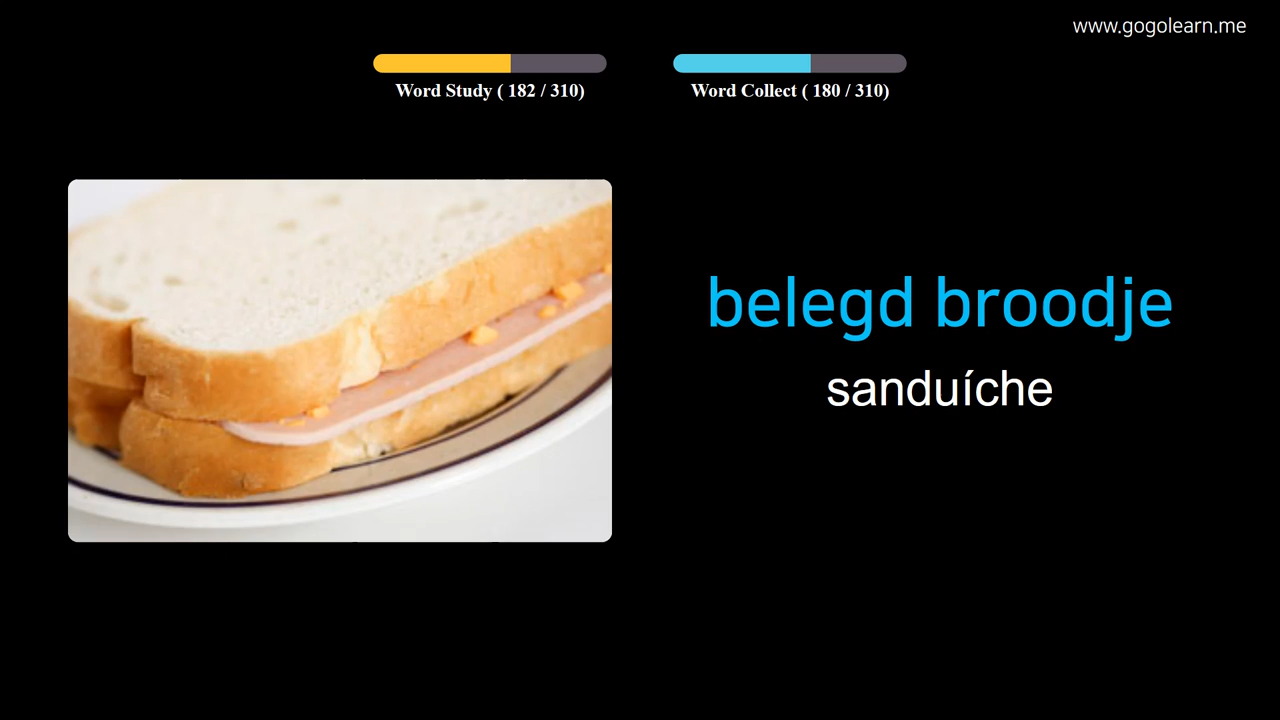 www.gogolearn.me
Word Study ( 182 / 310)
Word Collect ( 180 / 310)
belegd broodje
sanduíche